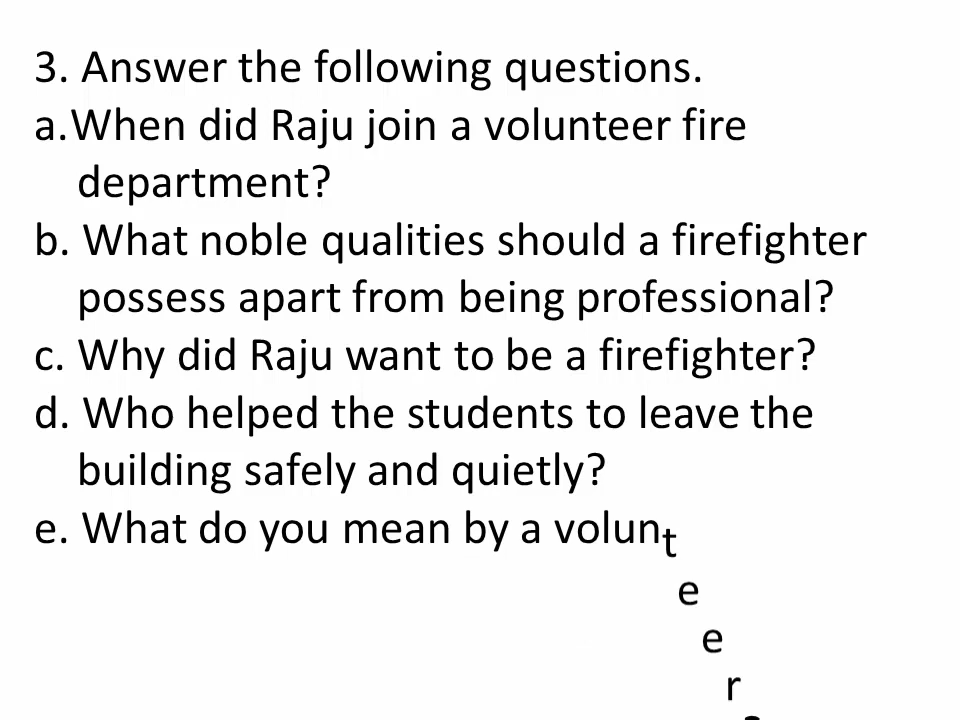 3. Answer the following questions.
a.When did Raju join a volunteer fire
department?
b. What noble qualities should a firefighter
possess apart from being professional?
c. Why did Raju want to be a firefighter?
d. Who helped the students to leave the
building safely and quietly?
e. What do you mean by a volunteer?